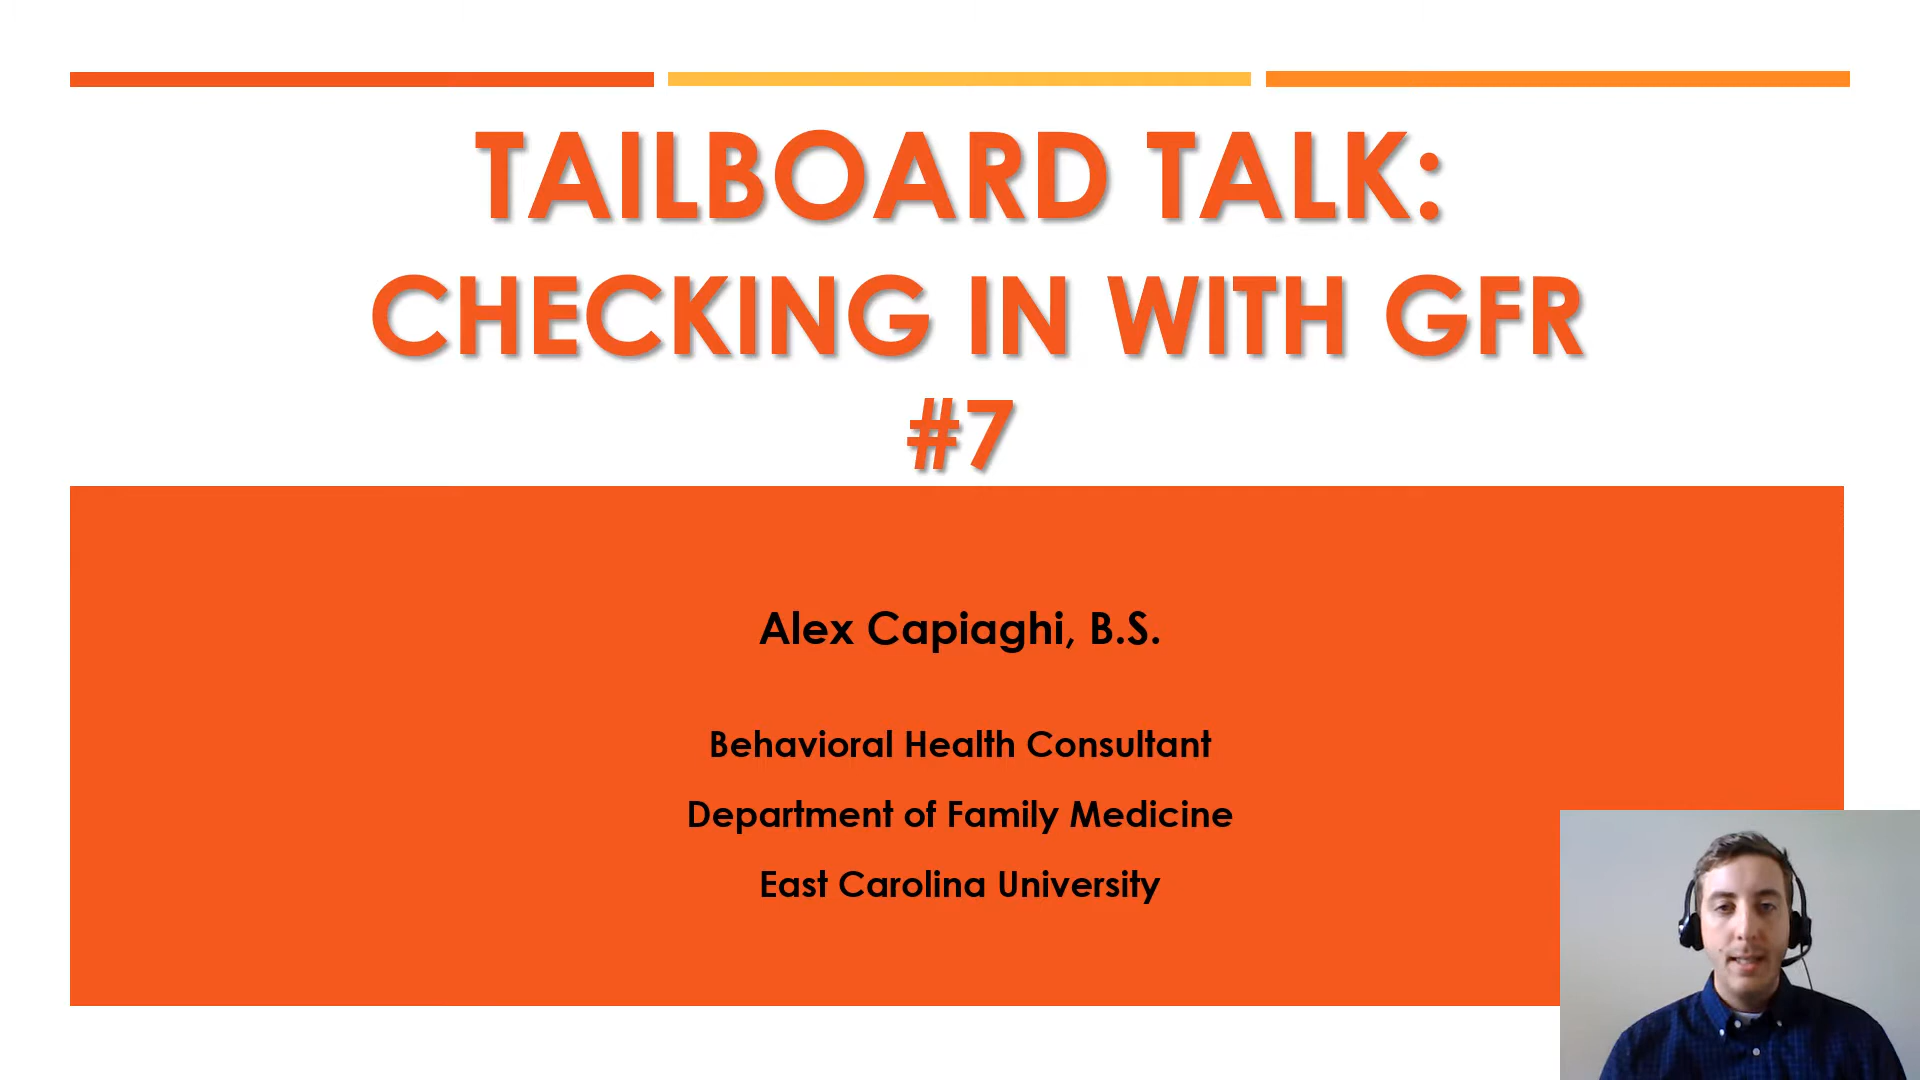 TAILBOARD TALK:
CHECKING IN WITH GFR
#7
Alex Capiaghi, B.S.
Behavioral Health Consultant
Department of Family Medicine
East Carolina University